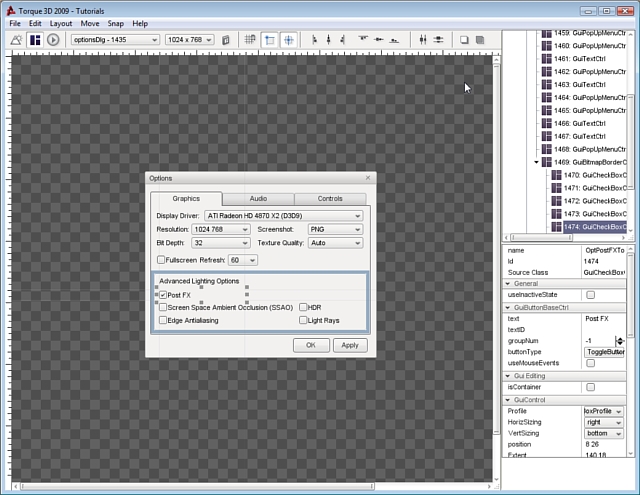 Torque 3D 2009 - Tutorials
File Edit Layout Move Snap Help
optionsDlg - 1435
1024 x 768
1459: GuiPopUpMenuCtr
1460: GuiPopUpMenuCtr
1461: GuiTextCtrl
1462: GuiPopUpMenuCtr
1463: GuiTextCtrl
1464: GuiPopUpMenuCtr
1465: GuiPopUpMenuCtr
1466: GuiTextCtrl
1467: GuiTextCtrl
1468: GuiPopUpMenuCtr
1469: GuiBitmapBorderC
1470: GuiCheckBoxC
1471: GuiCheckBoxC
1472: GuiCheckBoxC
1473: GuiCheckBoxC
1474: GuiCheckBoxC
Options
Graphics Audio Controls
Display Driver: ATI Radeon HD 4870 X2 (D3D9)
Resolution: 1024 768 Screenshot: PNG
Bit Depth: 32 Texture Quality: Auto
Fullscreen Refresh: 60
Advanced Lighting Options
Post FX
Screen Space Ambient Occlusion (SSAO) HDR
Edge Antialiasing Light Rays
OK Apply
name OptPostFXTo
Id 1474
Source Class GuiCheckBoxC
General
useInactiveState
GuiButtonBaseCtrl
text Post FX
textID
groupNum -1
buttonType ToggleButton
useMouseEvents
Gui Editing
isContainer
GuiControl
Profile loxProfile
HorizSizing right
VertSizing bottom
position 8 26
Extent 140 18